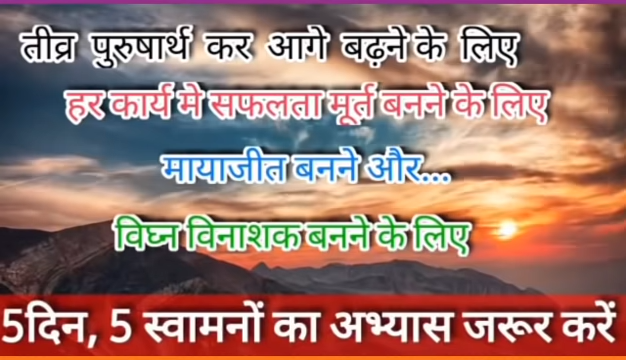 तीव्र पुरुषार्थ कर आगे बढ़ने के लिए
हर कार्य मे सफलता मूर्त बनने के लिए
मायाजीत बनने और...
विघ्न विनाशक बनने के लिए
5दिन, 5 स्वामनों का अभ्यास जरूर करें